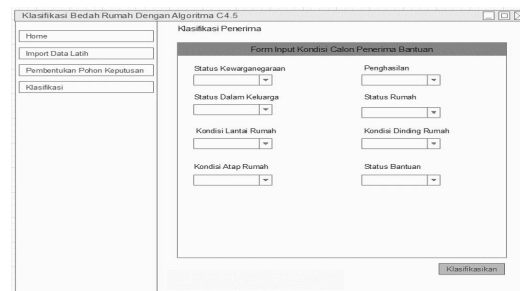 Klasifikasi Bedah Rumah Dengan Algoritma C4.5
Home
Import Data Latih
Pembentukan Pohon Keputusan
Klasifikasi
Klasifikasi Penerima
Form Input Kondisi Calon Penerima Bantuan
Status Kewarganegaraan
Penghasilan
Status Dalam Keluarga
Status Rumah
Kondisi Lantai Rumah
Kondisi Dinding Rumah
Kondisi Atap Rumah
Status Bantuan
Klasifikasikan